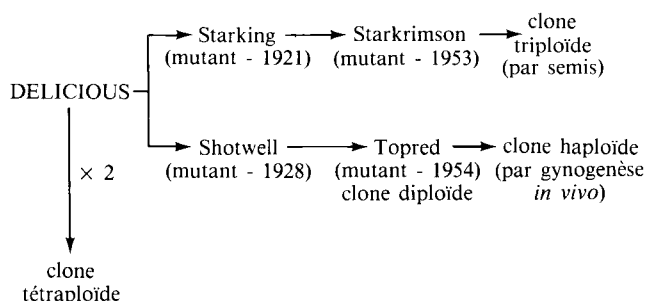 clone
Starking Starkrimson triploïde
(mutant - 1921) (mutant - 1953) (par semis)
DELICIOUS
Shotwell Topred clone haploïde
× 2 (mutant - 1928) (mutant - 1954) (par gynogenèse
clone diploïde in vivo)
clone
tétraploïde